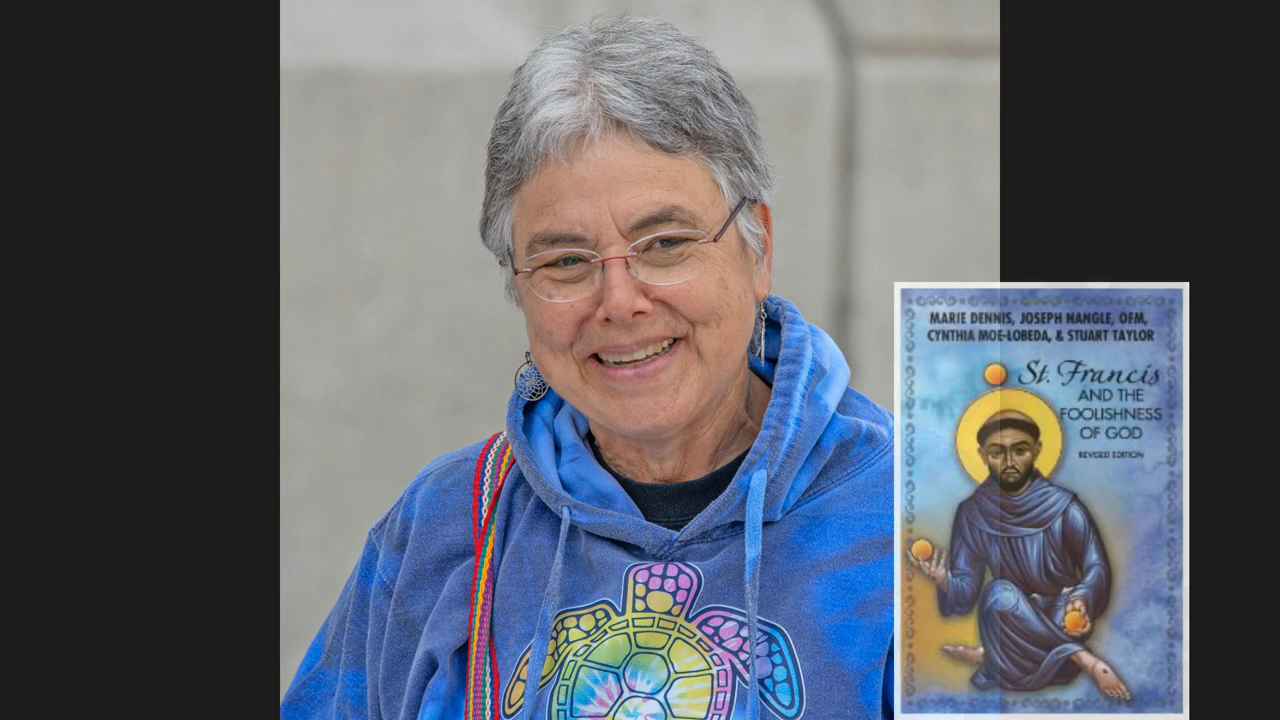 MARIE DENNIS, JOSEPH NANGLE, OFM,
CYNTHIA MOE-LOBEDA, & STUART TAYLOR
St. Francis
AND THE
FOOLISHNESS
OF GOD
REVISED EDITION